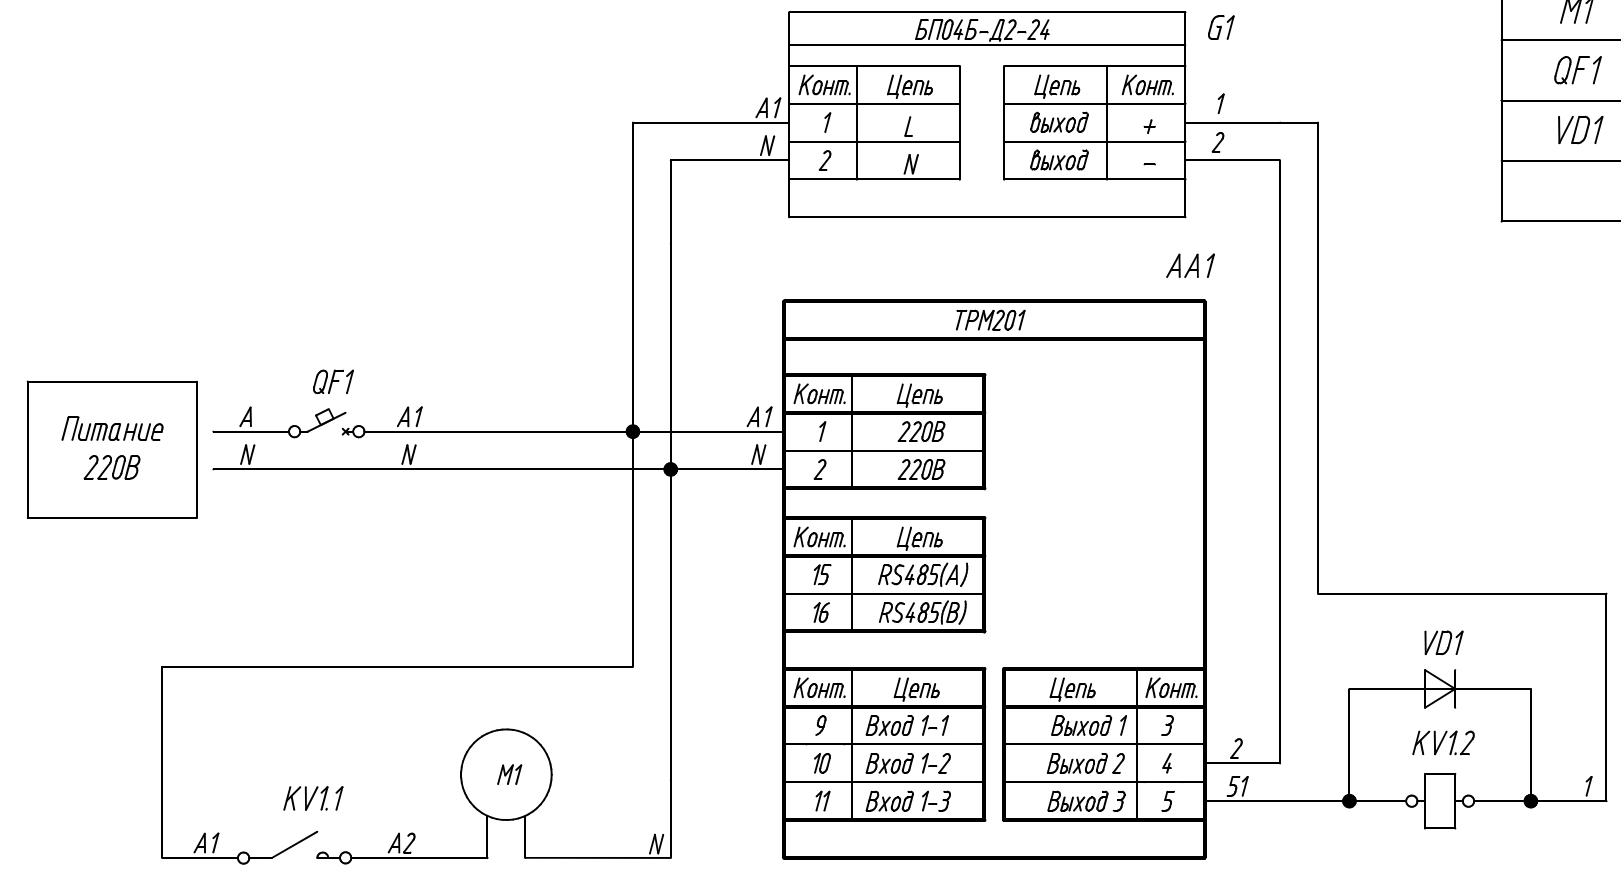 M1
QF1
VD1
БП04Б-Д2-24
G1
Конт. Цепь
1 L
2 N
Цепь Конт.
выход +
выход -
A1
N
1
2
AA1
ТРМ201
Конт. Цепь
1 220В
2 220В
Конт. Цепь
15 RS485(A)
16 RS485(B)
Конт. Цепь
9 Вход 1-1
10 Вход 1-2
11 Вход 1-3
Цепь Конт.
Выход 1 3
Выход 2 4
Выход 3 5
Питание
220В
QF1
A A1 A1
N N N
VD1
KV1.2
2
51
1
M1
KV1.1
A1 A2 N